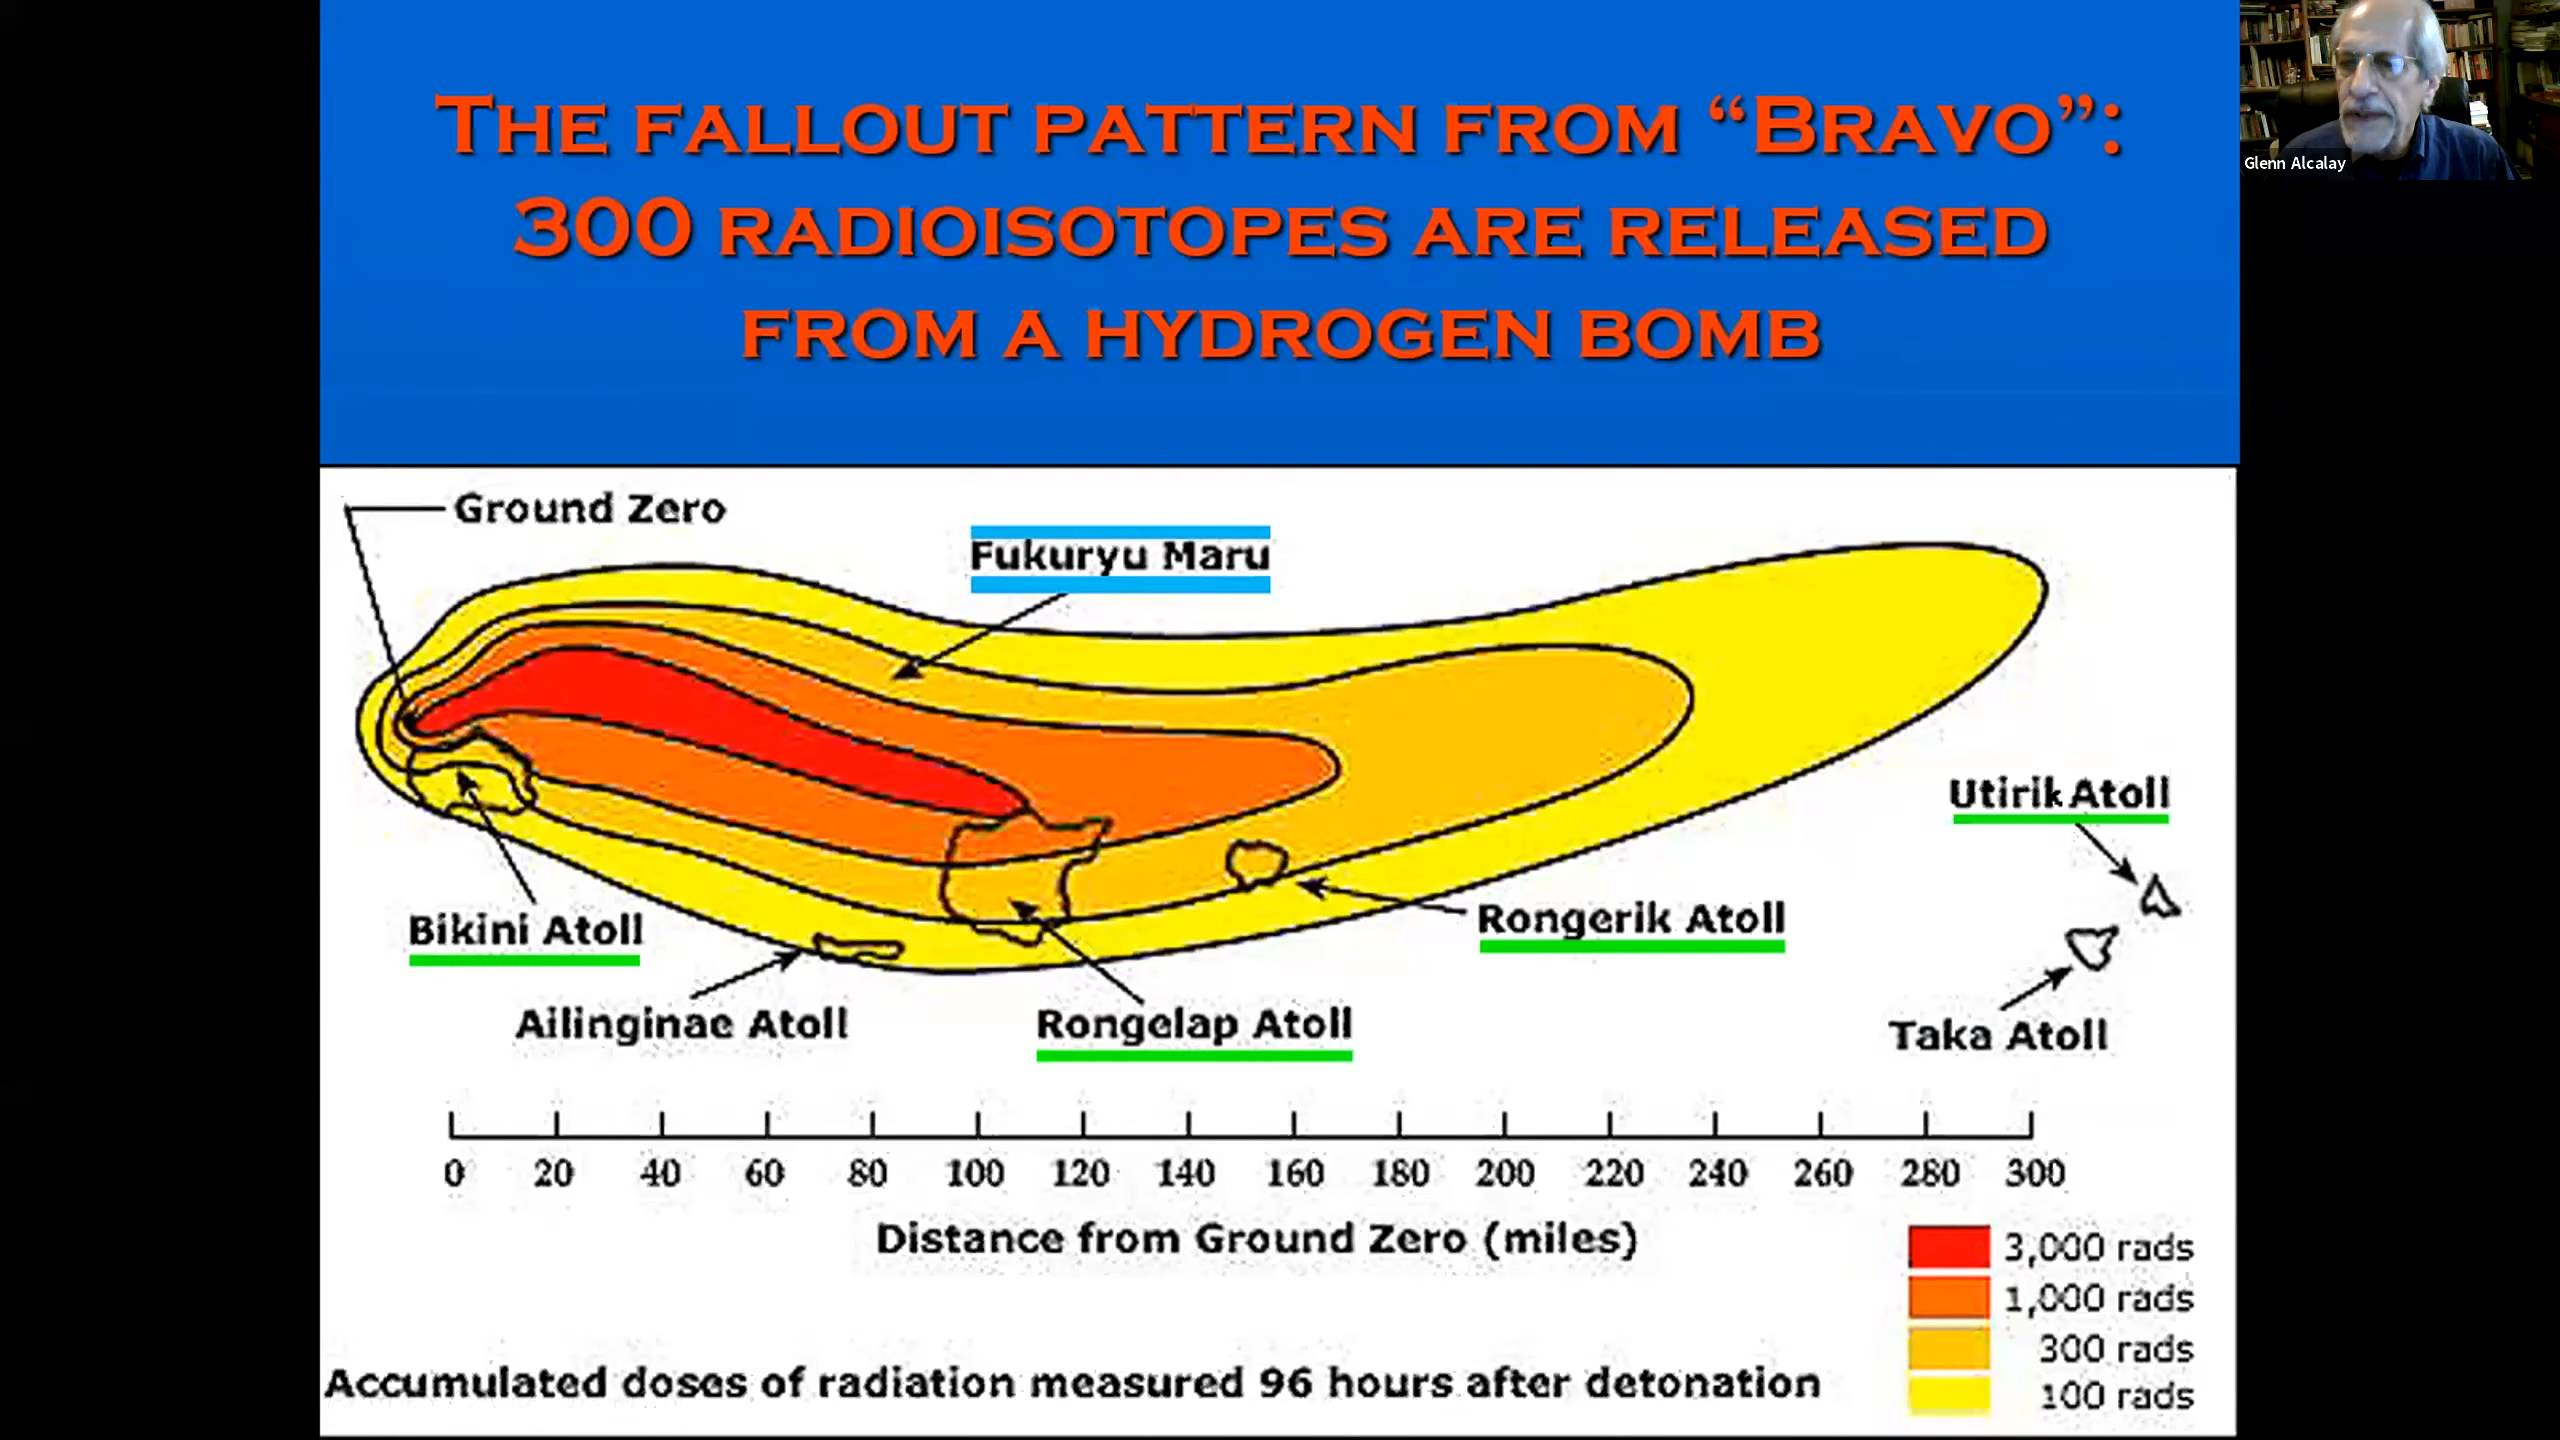 THE FALLOUT PATTERN FROM “BRAVO”:
300 RADIOISOTOPES ARE RELEASED
FROM A HYDROGEN BOMB
Glenn Alcalay
Ground Zero
Fukuryu Maru
Utirik Atoll
Bikini Atoll
Rongerik Atoll
Ailinginae Atoll
Rongelap Atoll
Taka Atoll
0 20 40 60 80 100 120 140 160 180 200 220 240 260 280 300
Distance from Ground Zero (miles)
3,000 rads
1,000 rads
300 rads
100 rads
Accumulated doses of radiation measured 96 hours after detonation